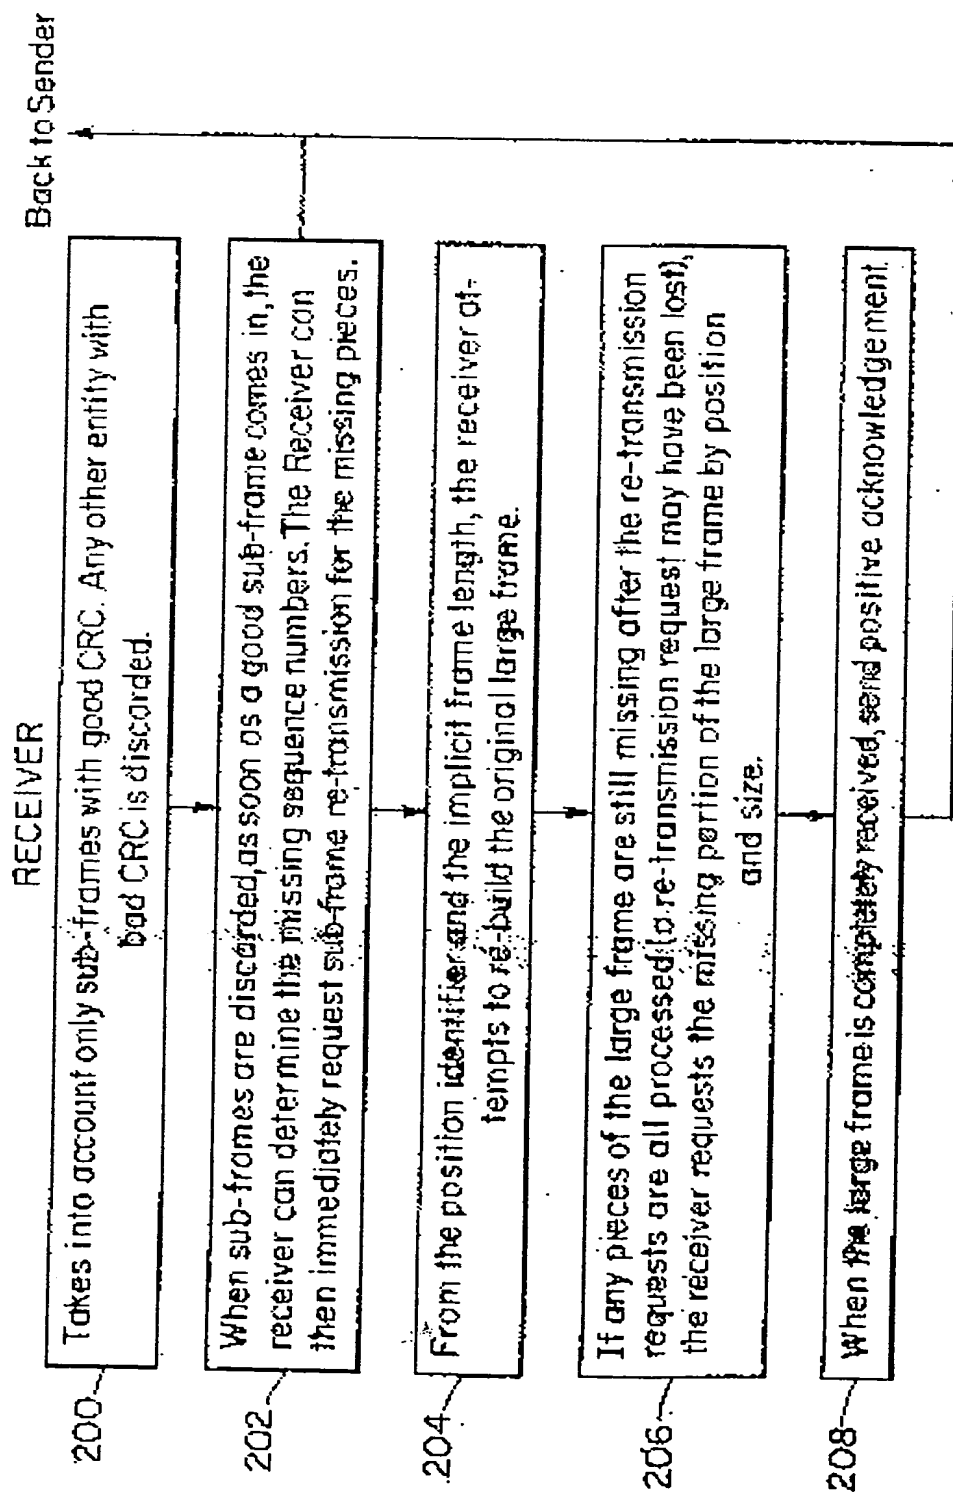 RECEIVER
Back to Sender
200
Takes into account only sub-frames with good CRC. Any other entity with
bad CRC is discarded.
202
When sub-frames are discarded, as soon as a good sub-frame comes in, the
receiver can determine the missing sequence numbers. The Receiver can
then immediately request sub-frame re-transmission for the missing pieces.
204
From the position identifier and the implicit frame length, the receiver at-
tempts to re-build the original large frame.
206
If any pieces of the large frame are still missing after the re-transmission
requests are all processed (a re-transmission request may have been lost),
the receiver requests the missing portion of the large frame by position
and size.
208
When the large frame is completely received, send positive acknowledgement.